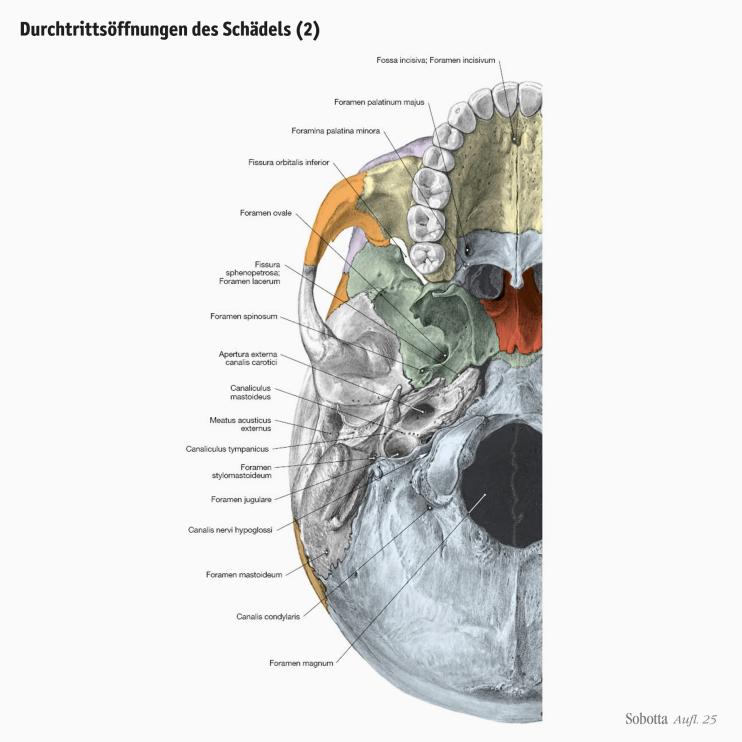 Durchtrittsöffnungen des Schädels (2)
Fossa incisiva; Foramen incisivum
Foramen palatinum majus
Foramina palatina minora
Fissura orbitalis inferior
Foramen ovale
Fissura
sphenopetrosa;
Foramen lacerum
Foramen spinosum
Apertura externa
canalis carotici
Canaliculus
mastoideus
Meatus acusticus
externus
Canaliculus tympanicus
Foramen
stylomastoideum
Foramen jugulare
Canalis nervi hypoglossi
Foramen mastoideum
Canalis condylaris
Foramen magnum
Sobotta Aufl. 25